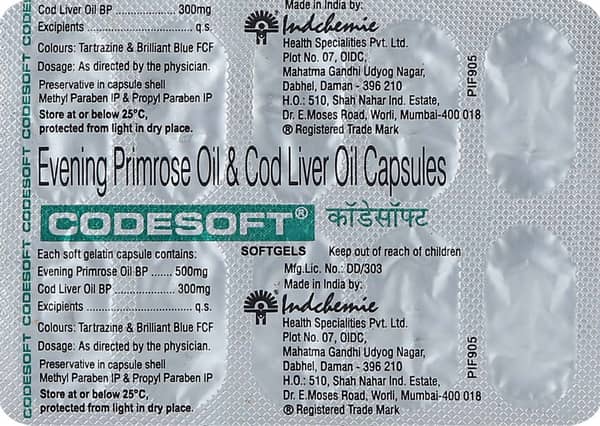 Cod Liver Oil BP .................. 300mg
Excipients .............................. q.s.
Colours: Tartrazine & Brilliant Blue FCF
Dosage: As directed by the physician.
Preservative in capsule shell
Methyl Paraben IP & Propyl Paraben IP
Store at or below 25°C,
protected from light in dry place.
Made in India by:
Indchemie
Health Specialities Pvt. Ltd.
Plot No. 07, OIDC,
Mahatma Gandhi Udyog Nagar,
Dabhel, Daman - 396 210
H.O.: 510, Shah Nahar Ind. Estate,
Dr. E.Moses Road, Worli, Mumbai-400 018
® Registered Trade Mark
PIF905
CODESOFT CODESOFT CODESOFT CODESOFT
Evening Primrose Oil & Cod Liver Oil Capsules
CODESOFT® कॉडेसॉफ्ट
SOFTGELS
Each soft gelatin capsule contains:
Evening Primrose Oil BP ....... 500mg
Cod Liver Oil BP .................. 300mg
Excipients .............................. q.s.
Colours: Tartrazine & Brilliant Blue FCF
Dosage: As directed by the physician.
Preservative in capsule shell
Methyl Paraben IP & Propyl Paraben IP
Store at or below 25°C,
protected from light in dry place.
Keep out of reach of children
Mfg.Lic. No.: DD/303
Made in India by:
Indchemie
Health Specialities Pvt. Ltd.
Plot No. 07, OIDC,
Mahatma Gandhi Udyog Nagar,
Dabhel, Daman - 396 210
H.O.: 510, Shah Nahar Ind. Estate,
Dr. E.Moses Road, Worli, Mumbai-400 018
® Registered Trade Mark
PIF905